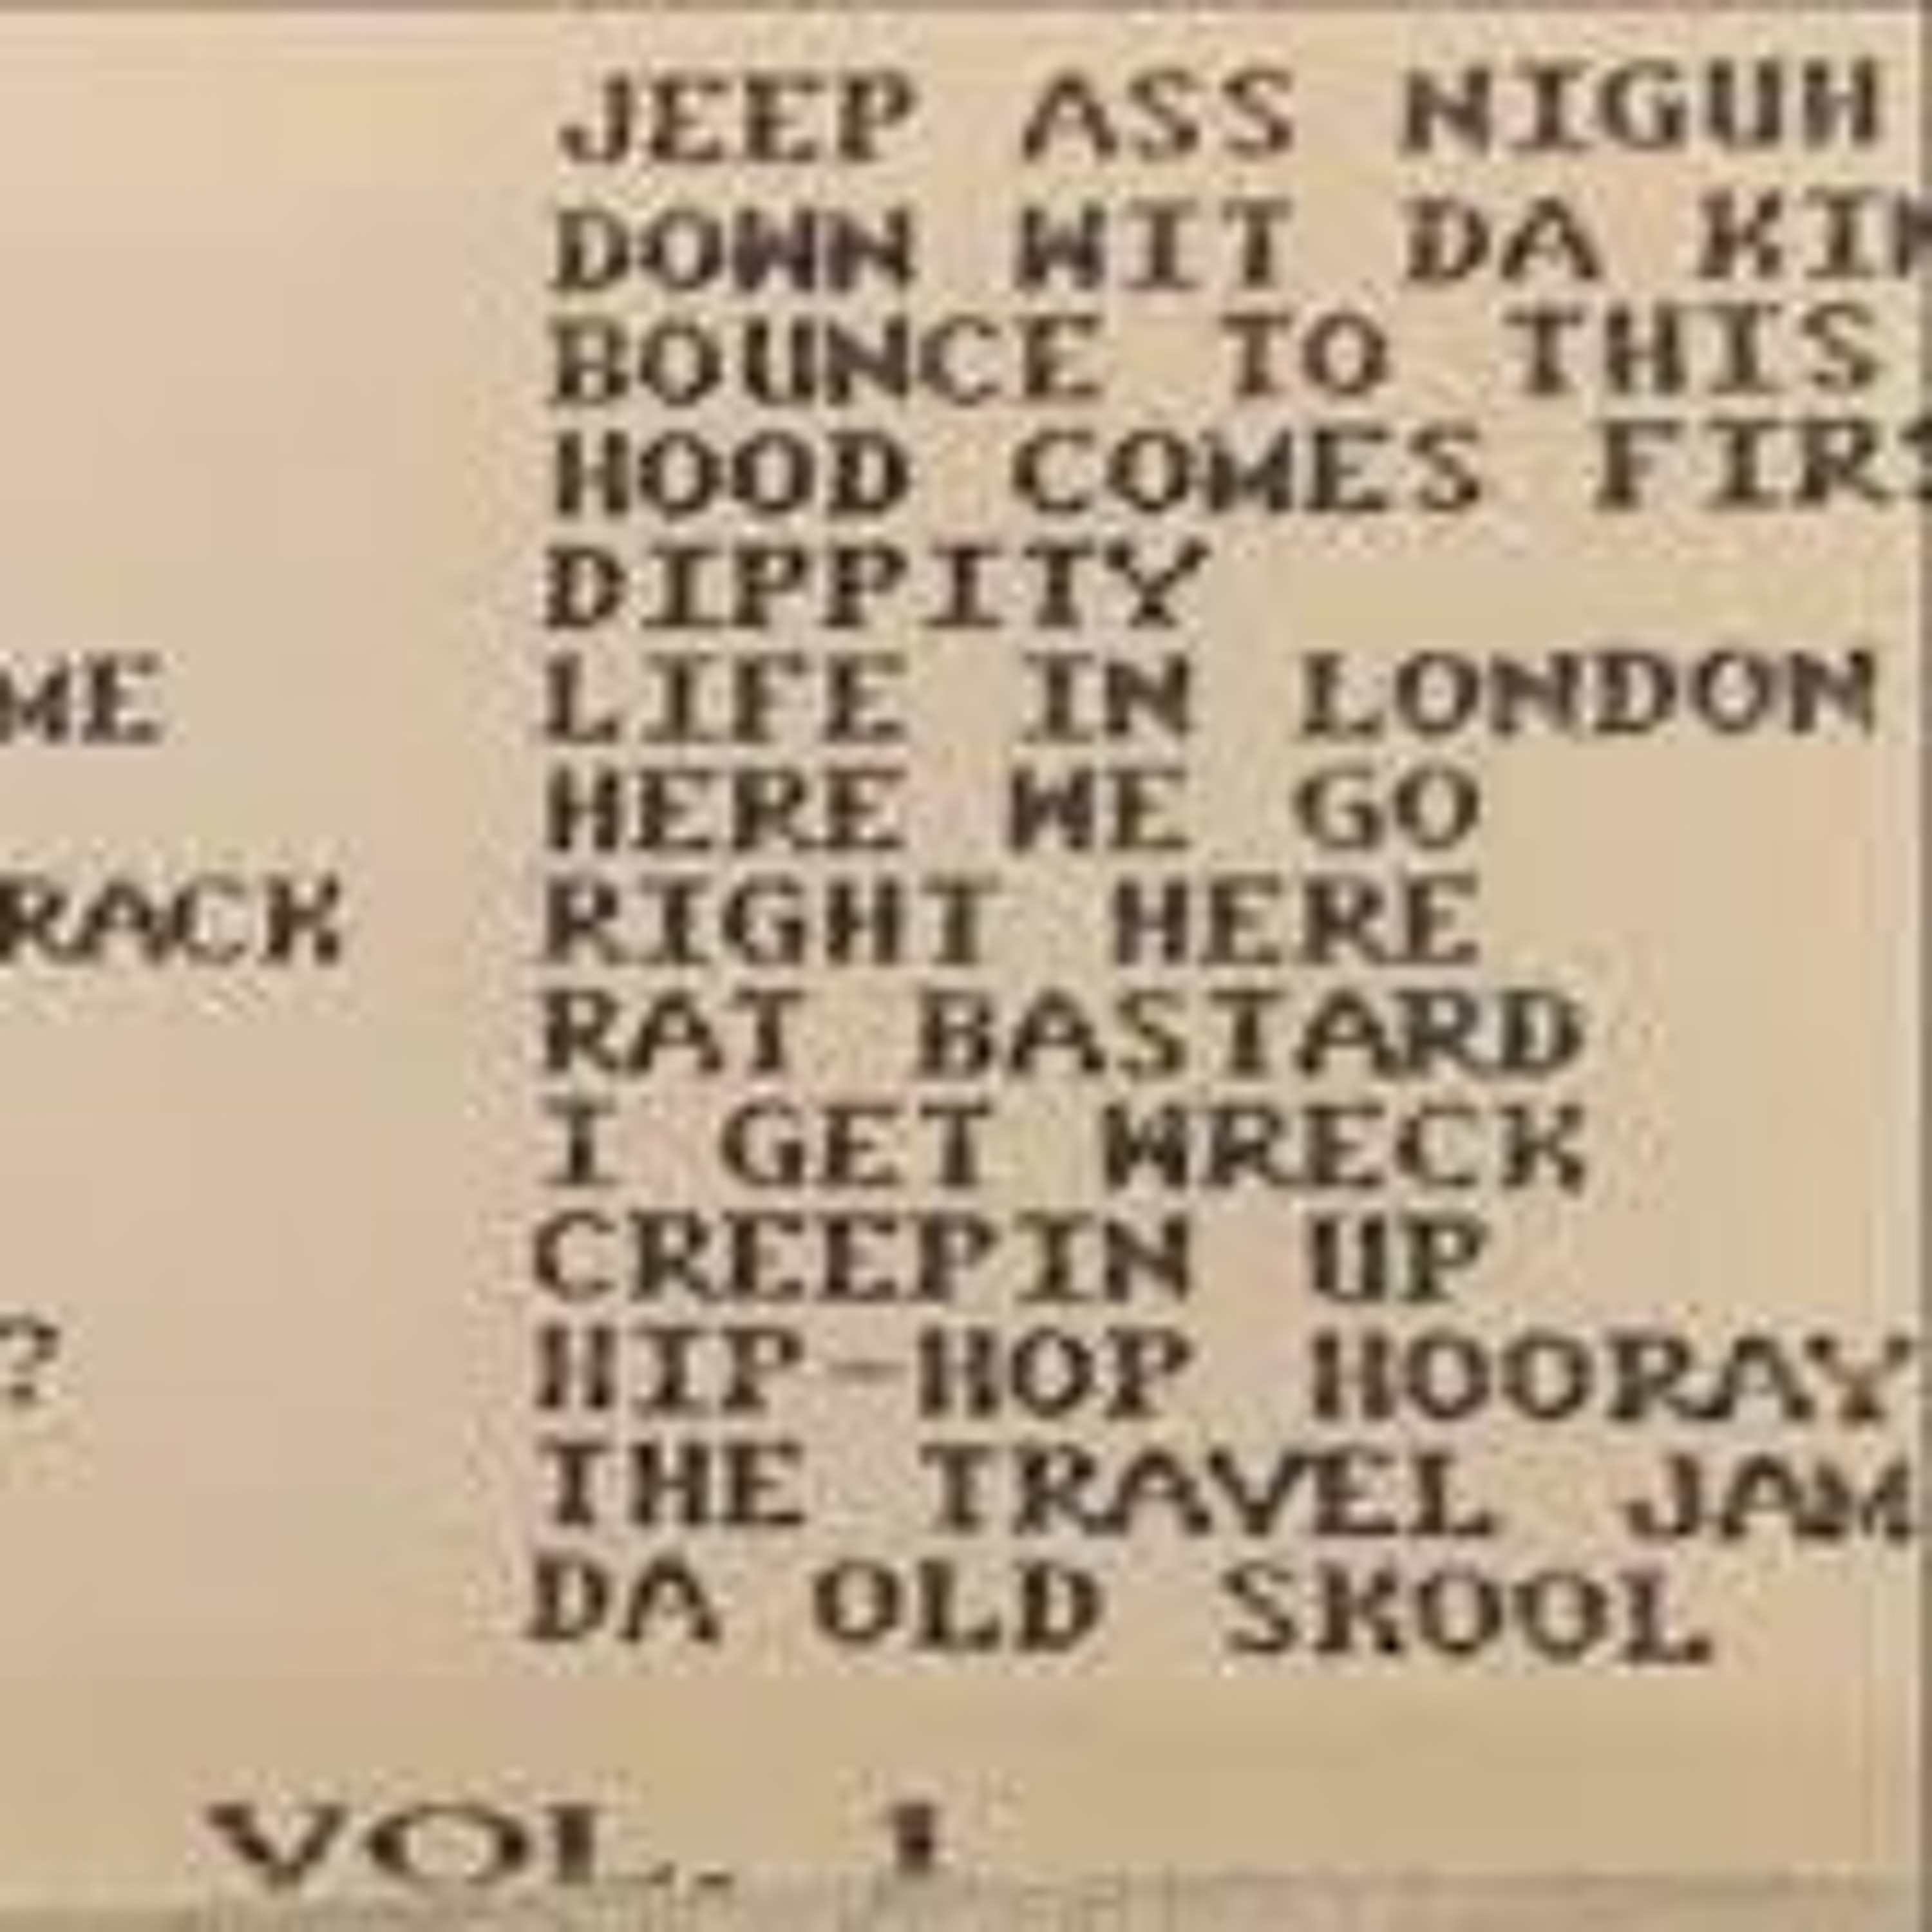 JEEP ASS NIGUH
DOWN WIT DA KIN
BOUNCE TO THIS
HOOD COMES FIRS
DIPPITY
ME LIFE IN LONDON
HERE WE GO
RACK RIGHT HERE
RAT BASTARD
I GET WRECK
CREEPIN UP
? HIP-HOP HOORAY
THE TRAVEL JAM
DA OLD SKOOL
VOL. 1